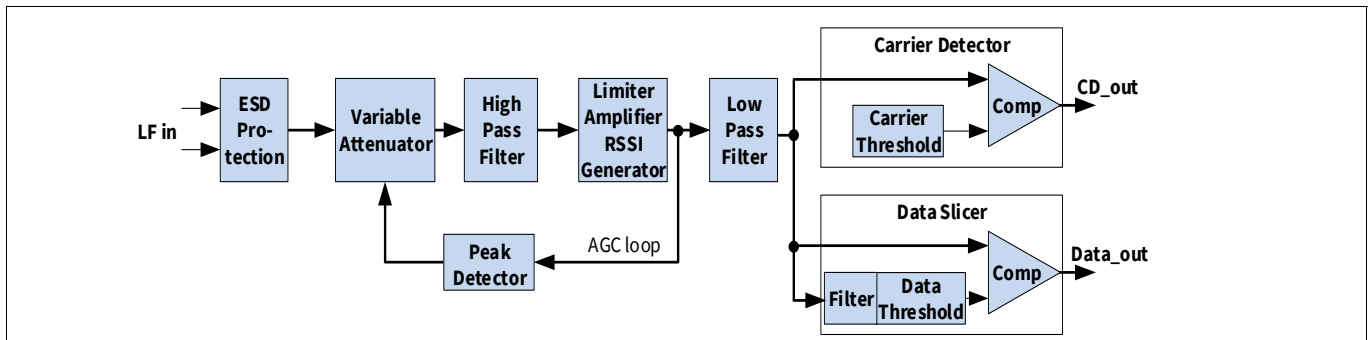 LF in
ESD
Pro-
tection
Variable
Attenuator
High
Pass
Filter
Limiter
Amplifier
RSSI
Generator
Low
Pass
Filter
Peak
Detector
AGC loop
Carrier Detector
Carrier
Threshold
Comp
CD_out
Data Slicer
Filter
Data
Threshold
Comp
Data_out